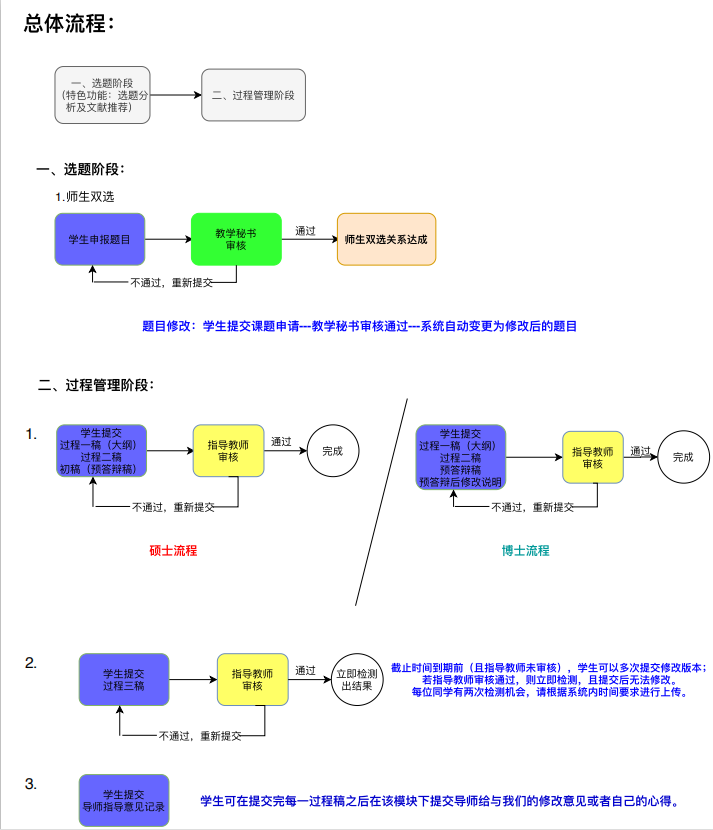 总体流程：
一、选题阶段
（特色功能：选题分
析及文献推荐）
二、过程管理阶段
一、选题阶段：
1.师生双选
学生申报题目
教学秘书
审核
通过
师生双选关系达成
不通过，重新提交
题目修改：学生提交课题申请---教学秘书审核通过---系统自动变更为修改后的题目
二、过程管理阶段：
1.
学生提交
过程一稿（大纲）
过程二稿
初稿（预答辩稿）
指导教师
审核
通过
完成
不通过，重新提交
硕士流程
学生提交
过程一稿（大纲）
过程二稿
预答辩稿
预答辩后修改说明
指导教师
审核
通过
完成
不通过，重新提交
博士流程
2.
学生提交
过程三稿
指导教师
审核
通过
立即检测
出结果
不通过，重新提交
截止时间到期前（且指导教师未审核），学生可以多次提交修改版本；
若指导教师审核通过，则立即检测，且提交后无法修改。
每位同学有两次检测机会，请根据系统内时间要求进行上传。
3.
学生提交
导师指导意见记录
学生可在提交完每一过程稿之后在该模块下提交导师给与我们的修改意见或者自己的心得。